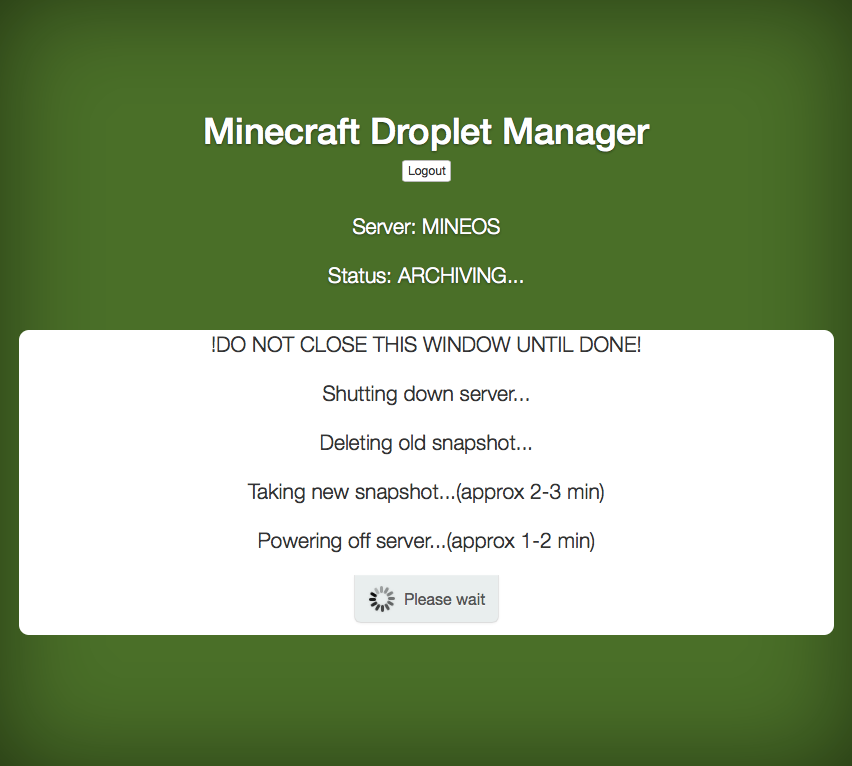 Minecraft Droplet Manager
Logout
Server: MINEOS
Status: ARCHIVING...
!DO NOT CLOSE THIS WINDOW UNTIL DONE!
Shutting down server...
Deleting old snapshot...
Taking new snapshot...(approx 2-3 min)
Powering off server...(approx 1-2 min)
Please wait